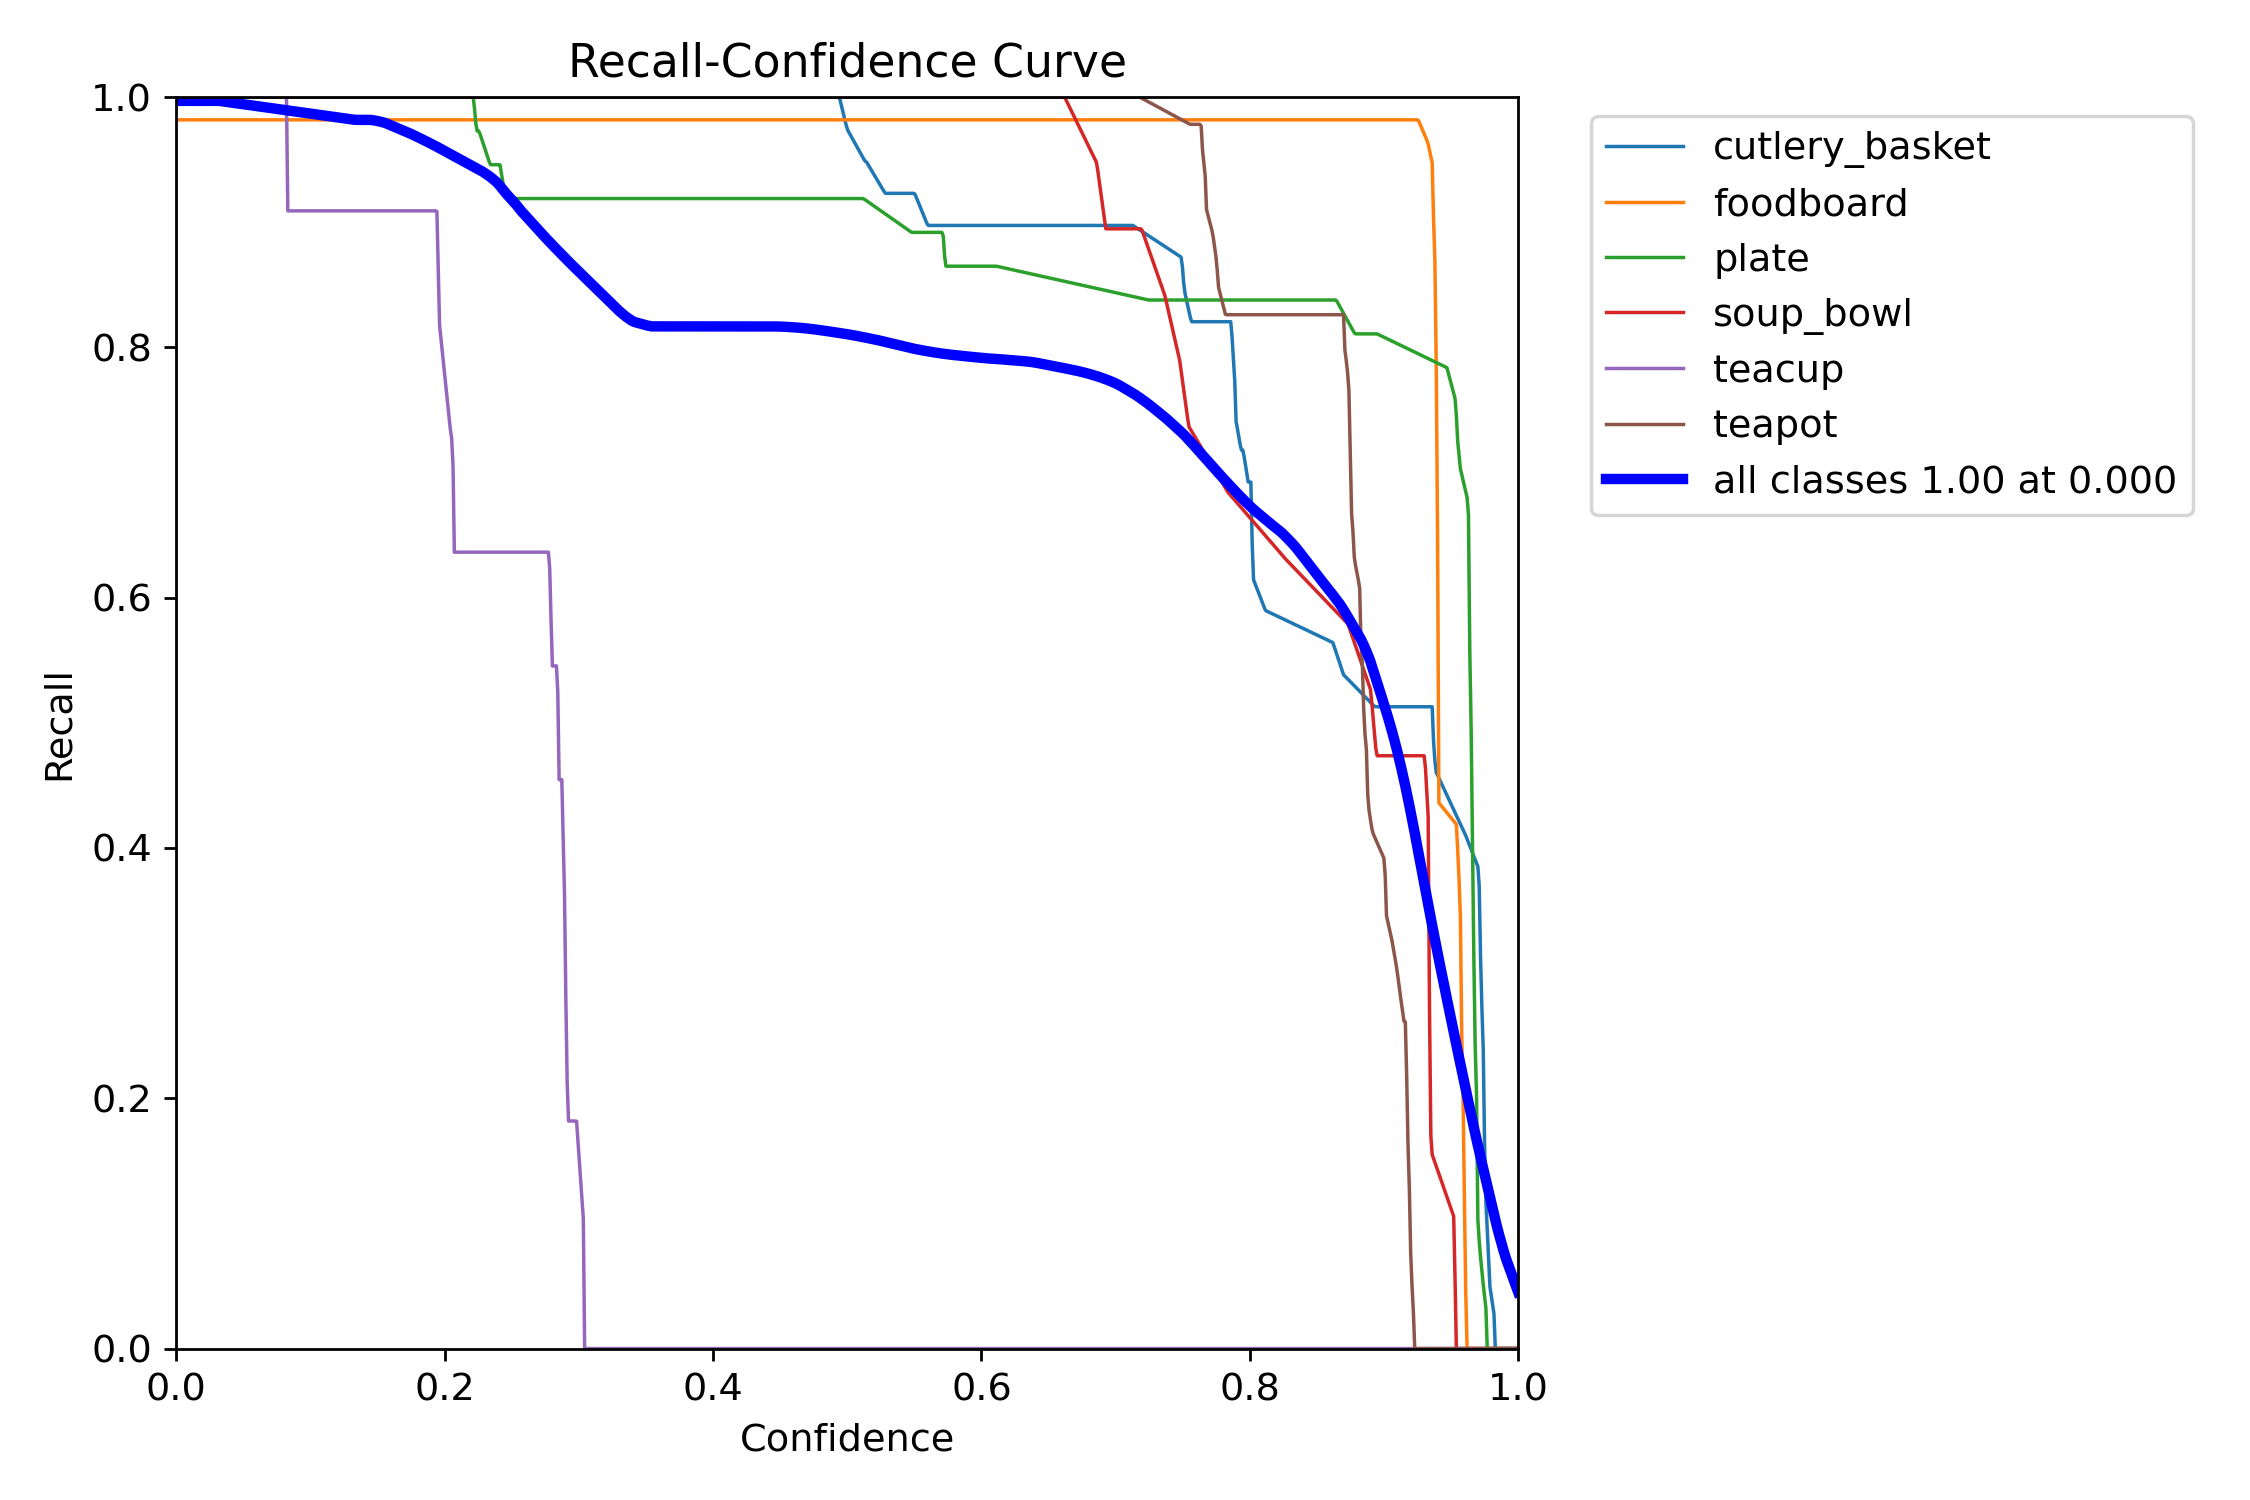 Recall-Confidence Curve
1.0
0.8
0.6
0.4
0.2
0.0
Recall
0.0 0.2 0.4 0.6 0.8 1.0
Confidence
cutlery_basket
foodboard
plate
soup_bowl
teacup
teapot
all classes 1.00 at 0.000